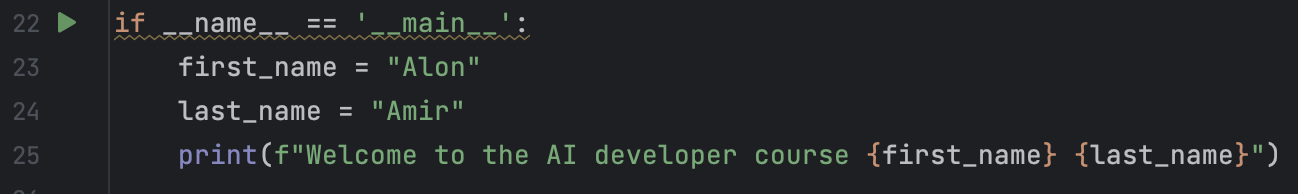 22 if __name__ == '__main__':
23 first_name = "Alon"
24 last_name = "Amir"
25 print(f"Welcome to the AI developer course {first_name} {last_name}")